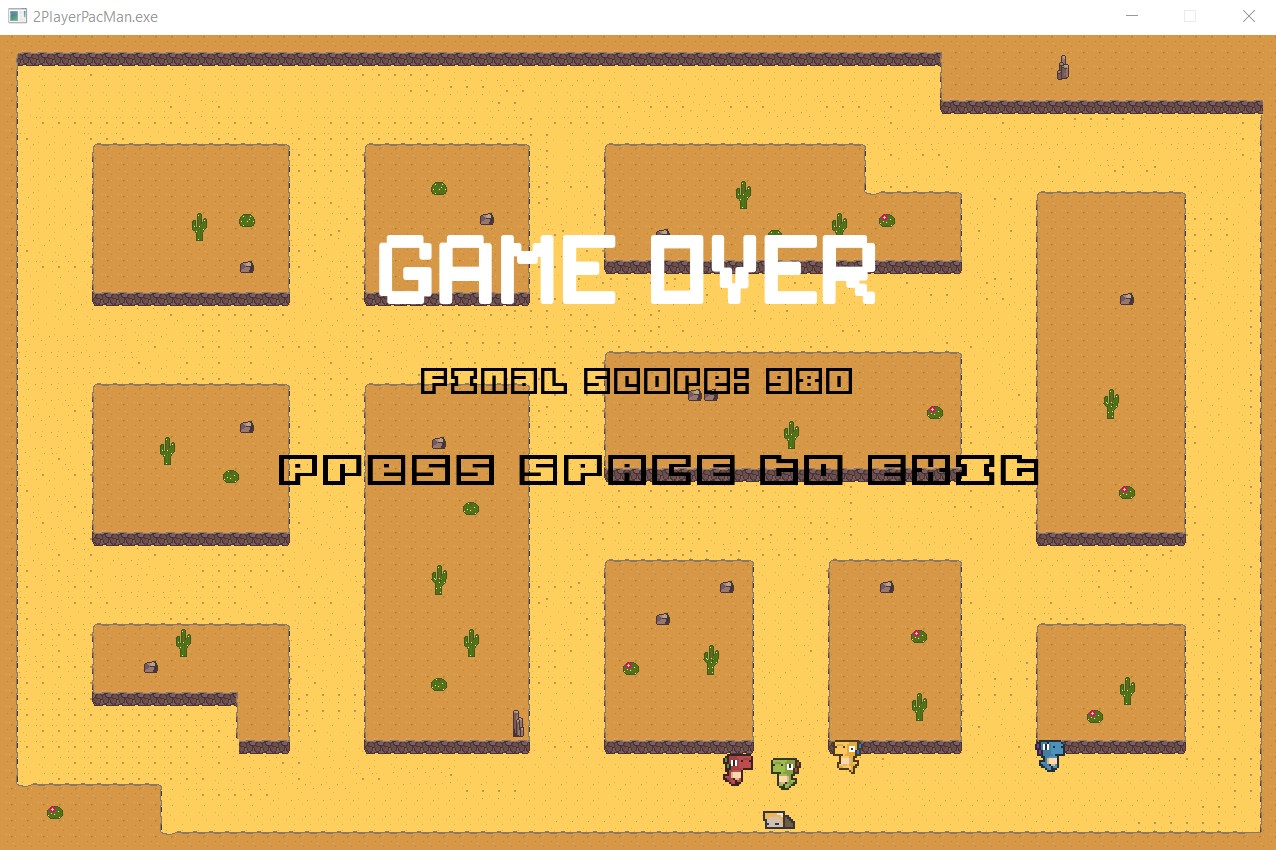 2PlayerPacMan.exe
GAME OVER
Final Score: 980
Press Space to Exit